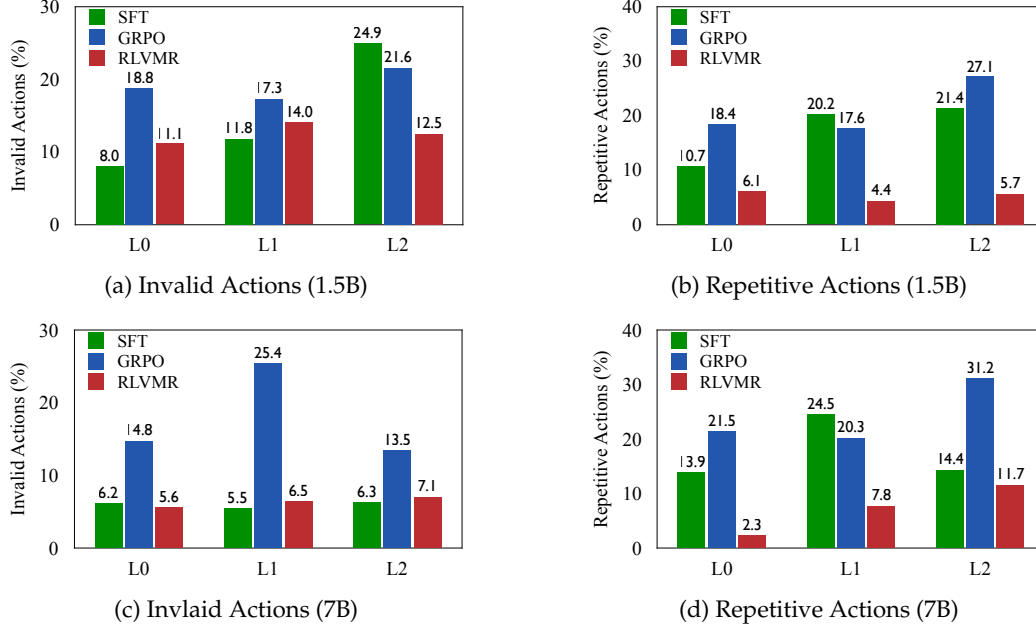 30
SFT
GRPO
RLVMR
24.9
21.6
20
18.8
17.3
14.0
12.5
11.8
11.1
10
8.0
0
Invalid Actions (%)
L0 L1 L2
(a) Invalid Actions (1.5B)
40
SFT
GRPO
RLVMR
30
27.1
21.4
20.2
20
18.4
17.6
10.7
10
6.1
4.4
5.7
0
Repetitive Actions (%)
L0 L1 L2
(b) Repetitive Actions (1.5B)
30
SFT
GRPO
RLVMR
25.4
20
14.8
13.5
10
6.2
5.6
5.5
6.5
6.3
7.1
0
Invalid Actions (%)
L0 L1 L2
(c) Invlaid Actions (7B)
40
SFT
GRPO
RLVMR
31.2
30
24.5
21.5
20.3
20
13.9
14.4
11.7
10
7.8
2.3
0
Repetitive Actions (%)
L0 L1 L2
(d) Repetitive Actions (7B)